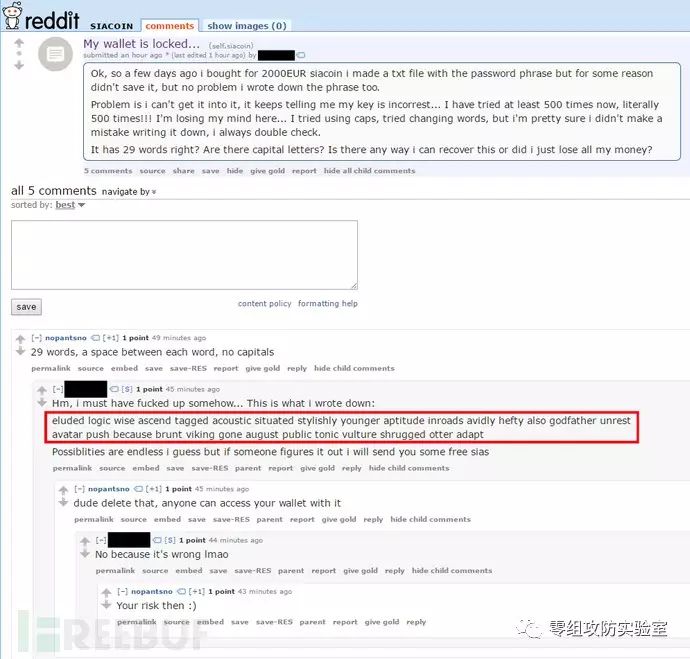 reddit SIACOIN comments show images (0)
My wallet is locked... (self.siacoin)
submitted an hour ago * (last edited 1 hour ago) by
Ok, so a few days ago i bought for 2000EUR siacoin i made a txt file with the password phrase but for some reason
didn't save it, but no problem i wrote down the phrase too.
Problem is i can't get it into it, it keeps telling me my key is incorrest... I have tried at least 500 times now, literally
500 times!!! I'm losing my mind here... I tried using caps, tried changing words, but i'm pretty sure i didn't make a
mistake writing it down, i always double check.
It has 29 words right? Are there capital letters? Is there any way i can recover this or did i just lose all my money?
5 comments source share save hide give gold report hide all child comments
all 5 comments navigate by
sorted by: best
save content policy formatting help
[-] nopantsno [+1] 1 point 49 minutes ago
29 words, a space between each word, no capitals
permalink source embed save save-RES report give gold reply hide child comments
[-] [S] 1 point 45 minutes ago
Hm, i must have fucked up somehow... This is what i wrote down:
eluded logic wise ascend tagged acoustic situated stylishly younger aptitude inroads avidly hefty also godfather unrest
avatar push because brunt viking gone august public tonic vulture shrugged otter adapt
Possiblities are endless i guess but if someone figures it out i will send you some free sias
permalink source embed save save-RES parent report give gold reply hide child comments
[-] nopantsno [+1] 1 point 45 minutes ago
dude delete that, anyone can access your wallet with it
permalink source embed save save-RES parent report give gold reply hide child comments
[-] [S] 1 point 44 minutes ago
No because it's wrong lmao
permalink source embed save save-RES parent report give gold reply hide child comments
[-] nopantsno [+1] 1 point 43 minutes ago
Your risk then :)
permalink source embed save save-RES parent report give gold reply
FREEBUF
零组攻防实验室